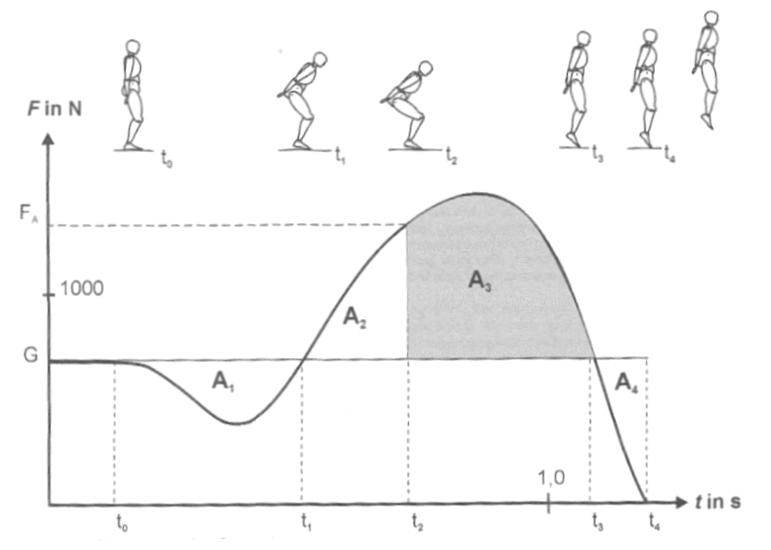 t₀
t₁
t₂
t₃
t₄
F in N
Fₐ
1000
G
A₁
A₂
A₃
A₄
1,0
t in s
t₀
t₁
t₂
t₃
t₄